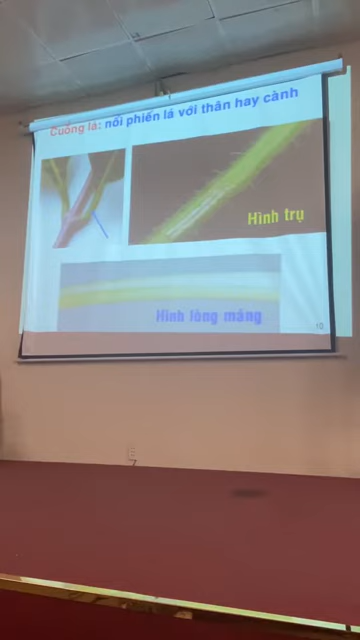 Cuống lá: nối phiến lá với thân hay cành
Hình trụ
Hình lòng máng
10